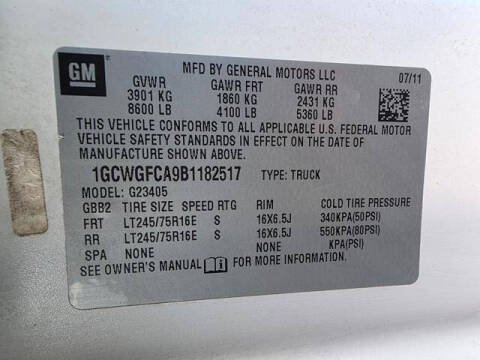 GM
MFD BY GENERAL MOTORS LLC
07/11
GVWR GAWR FRT GAWR RR
3901 KG 1860 KG 2431 KG
8600 LB 4100 LB 5360 LB
THIS VEHICLE CONFORMS TO ALL APPLICABLE U.S. FEDERAL MOTOR
VEHICLE SAFETY STANDARDS IN EFFECT ON THE DATE OF
MANUFACTURE SHOWN ABOVE.
1GCWGFCA9B1182517 TYPE: TRUCK
MODEL: G23405
GBB2 TIRE SIZE SPEED RTG RIM COLD TIRE PRESSURE
FRT LT245/75R16E S 16X6.5J 340KPA(50PSI)
RR LT245/75R16E S 16X6.5J 550KPA(80PSI)
SPA NONE NONE KPA(PSI)
SEE OWNER'S MANUAL FOR MORE INFORMATION.